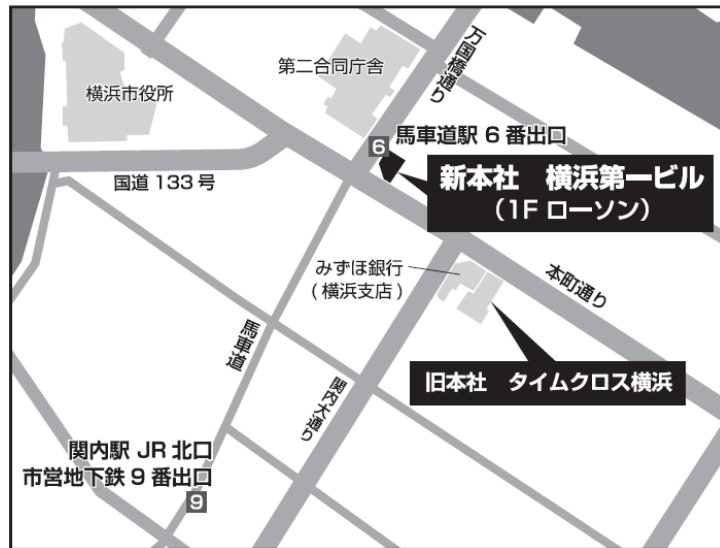 万国橋通り
第二合同庁舎
横浜市役所
馬車道駅 6 番出口
6
国道 133 号
新本社　横浜第一ビル
（1F ローソン）
みずほ銀行
( 横浜支店 )
本町通り
馬車道
関内大通り
旧本社　タイムクロス横浜
関内駅 JR 北口
市営地下鉄 9 番出口
9